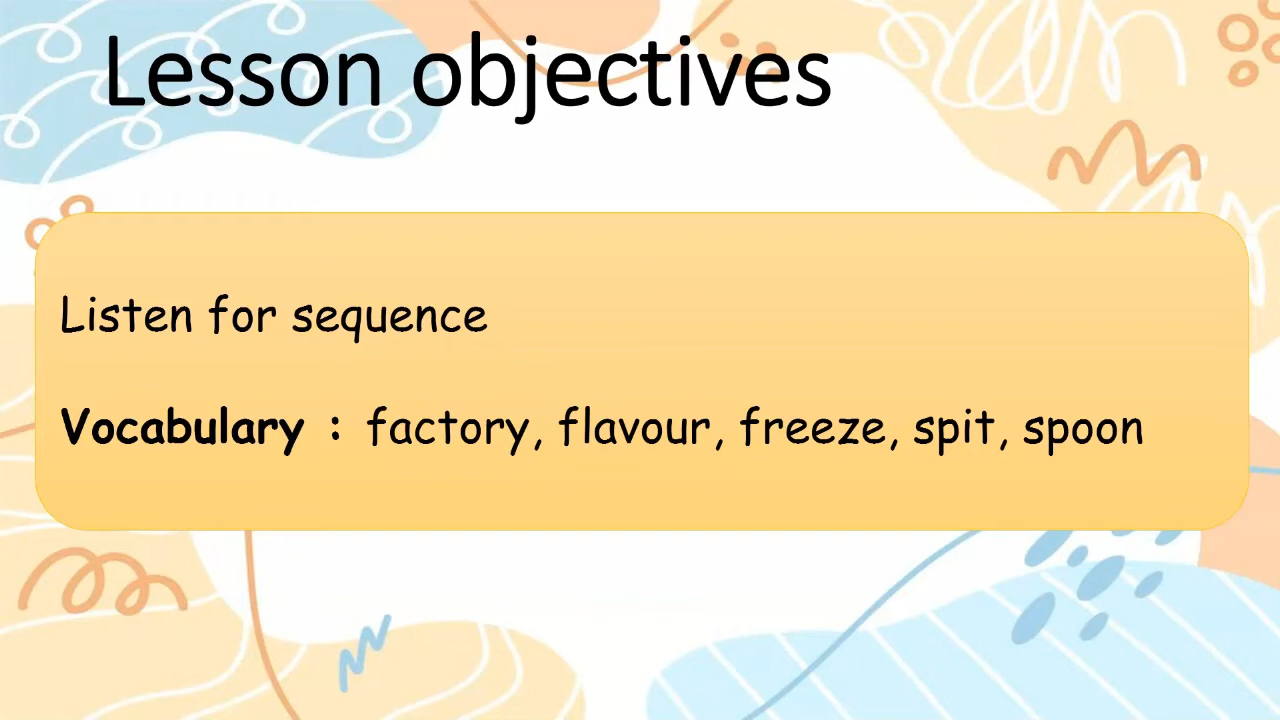 Lesson objectives
Listen for sequence
Vocabulary : factory, flavour, freeze, spit, spoon